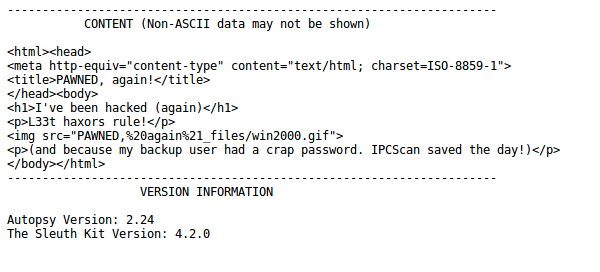 ----------------------------------------------------------------------
CONTENT (Non-ASCII data may not be shown)
<html><head>
<meta http-equiv="content-type" content="text/html; charset=ISO-8859-1">
<title>PAWNED, again!</title>
</head><body>
<h1>I've been hacked (again)</h1>
<p>L33t haxors rule!</p>
<img src="PAWNED,%20again%21_files/win2000.gif">
<p>(and because my backup user had a crap password. IPCScan saved the day!)</p>
</body></html>
----------------------------------------------------------------------
VERSION INFORMATION
Autopsy Version: 2.24
The Sleuth Kit Version: 4.2.0